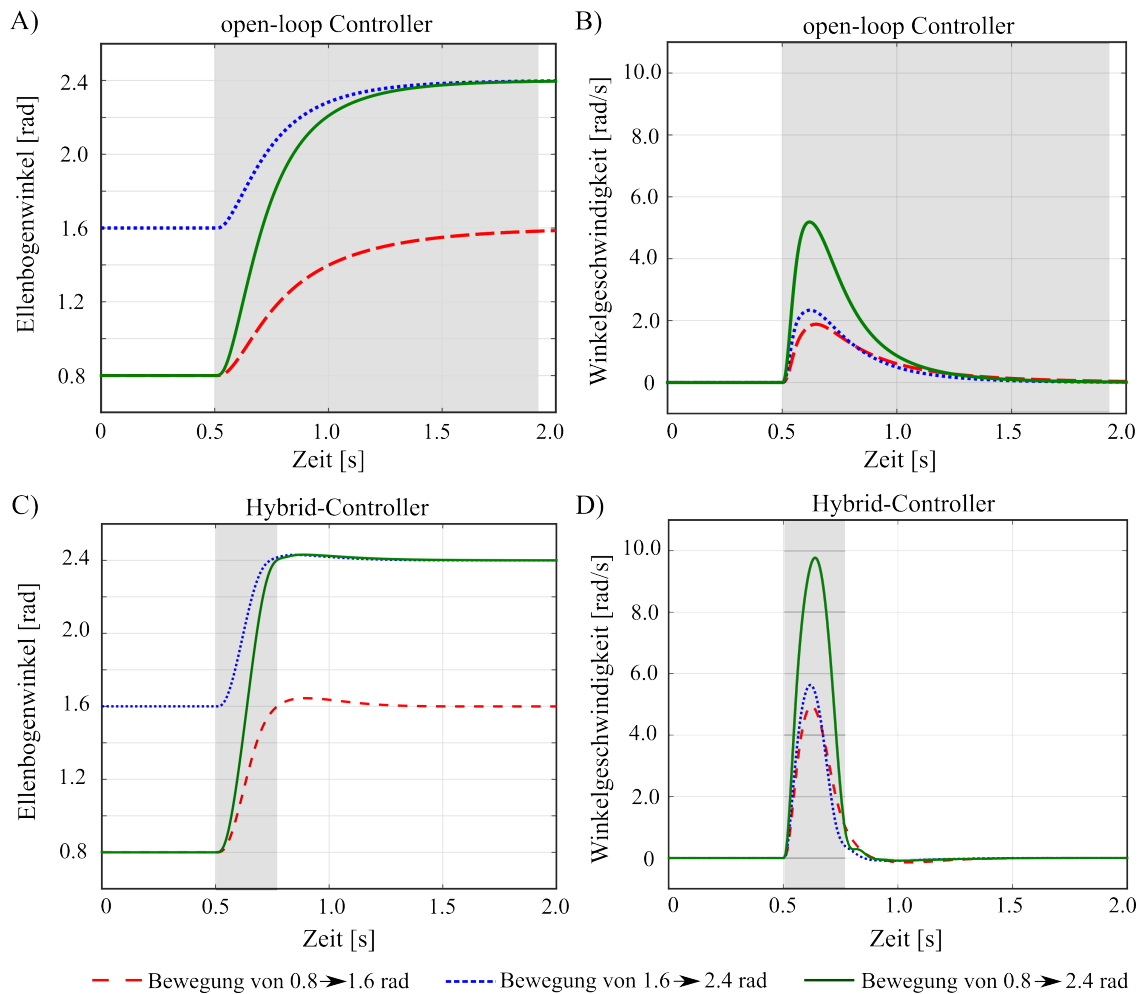 A)
open-loop Controller
Ellenbogenwinkel [rad]
2.4
2.0
1.6
1.2
0.8
0 0.5 1.0 1.5 2.0
Zeit [s]
B)
open-loop Controller
Winkelgeschwindigkeit [rad/s]
10.0
8.0
6.0
4.0
2.0
0
0 0.5 1.0 1.5 2.0
Zeit [s]
C)
Hybrid-Controller
Ellenbogenwinkel [rad]
2.4
2.0
1.6
1.2
0.8
0 0.5 1.0 1.5 2.0
Zeit [s]
D)
Hybrid-Controller
Winkelgeschwindigkeit [rad/s]
10.0
8.0
6.0
4.0
2.0
0
0 0.5 1.0 1.5 2.0
Zeit [s]
Bewegung von 0.8➤1.6 rad
Bewegung von 1.6➤2.4 rad
Bewegung von 0.8➤2.4 rad